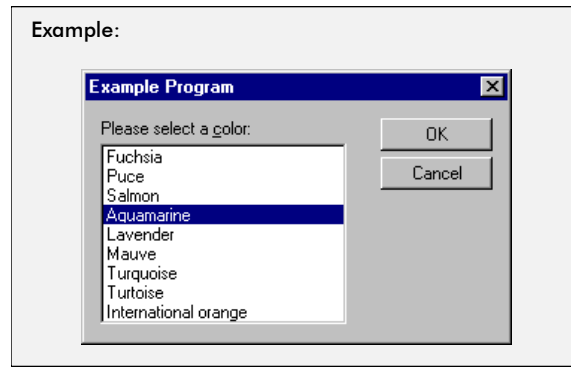 Example:
Example Program
Please select a color:
OK
Cancel
Fuchsia
Puce
Salmon
Aquamarine
Lavender
Mauve
Turquoise
Turtoise
International orange